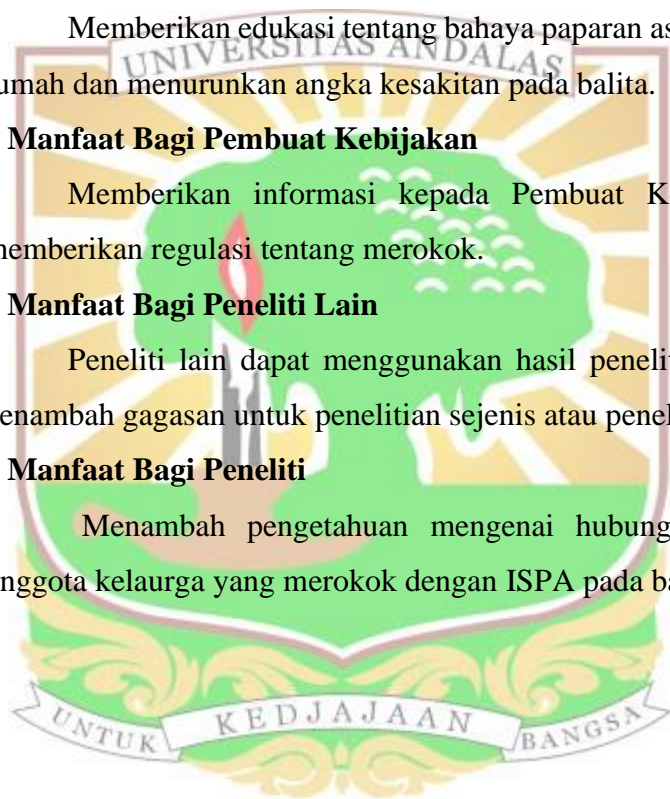 Memberikan edukasi tentang bahaya paparan as
UNIVERSITAS ANDALAS
umah dan menurunkan angka kesakitan pada balita.
Manfaat Bagi Pembuat Kebijakan
Memberikan informasi kepada Pembuat K
memberikan regulasi tentang merokok.
Manfaat Bagi Peneliti Lain
Peneliti lain dapat menggunakan hasil penelit
enambah gagasan untuk penelitian sejenis atau penel
Manfaat Bagi Peneliti
Menambah pengetahuan mengenai hubung
nggota kelaurga yang merokok dengan ISPA pada ba
UNTUK KEDJAJAAN BANGSA